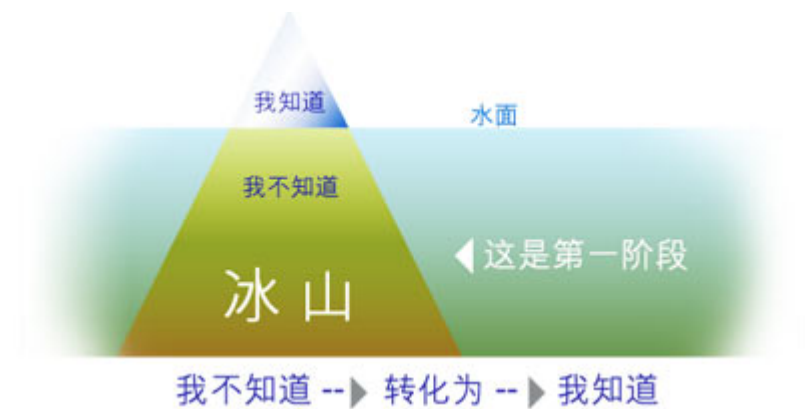 我知道
水面
我不知道
这是第一阶段
冰山
我不知道 -- 转化为 -- 我知道